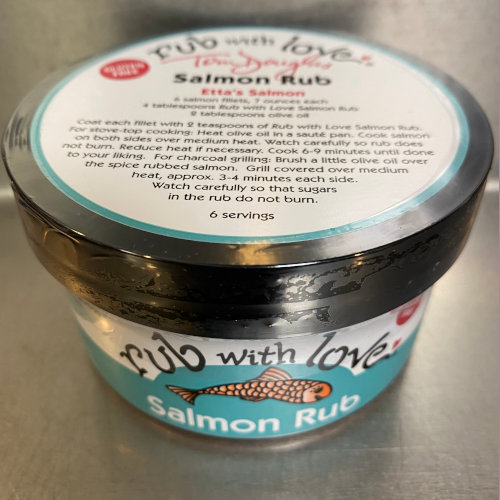 rub with love
Tom Douglas
GLUTEN
FREE
Salmon Rub
Etta's Salmon
6 salmon fillets, 7 ounces each
4 tablespoons Rub with Love Salmon Rub
2 tablespoons olive oil
Coat each fillet with 2 teaspoons of Rub with Love Salmon Rub.
For stove-top cooking: Heat olive oil in a sauté pan. Cook salmon
on both sides over medium heat. Watch carefully so rub does
not burn. Reduce heat if necessary. Cook 6-9 minutes until done
to your liking. For charcoal grilling: Brush a little olive oil over
the spice rubbed salmon. Grill covered over medium
heat, approx. 3-4 minutes each side.
Watch carefully so that sugars
in the rub do not burn.
6 servings
rub with love
Salmon Rub